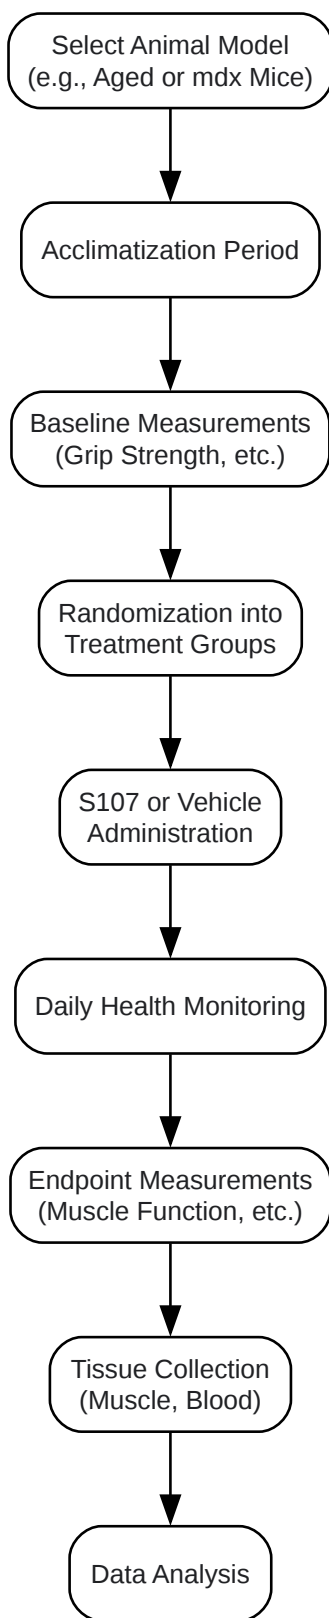 Select Animal Model
(e.g., Aged or mdx Mice)
Acclimatization Period
Baseline Measurements
(Grip Strength, etc.)
Randomization into
Treatment Groups
S107 or Vehicle
Administration
Daily Health Monitoring
Endpoint Measurements
(Muscle Function, etc.)
Tissue Collection
(Muscle, Blood)
Data Analysis